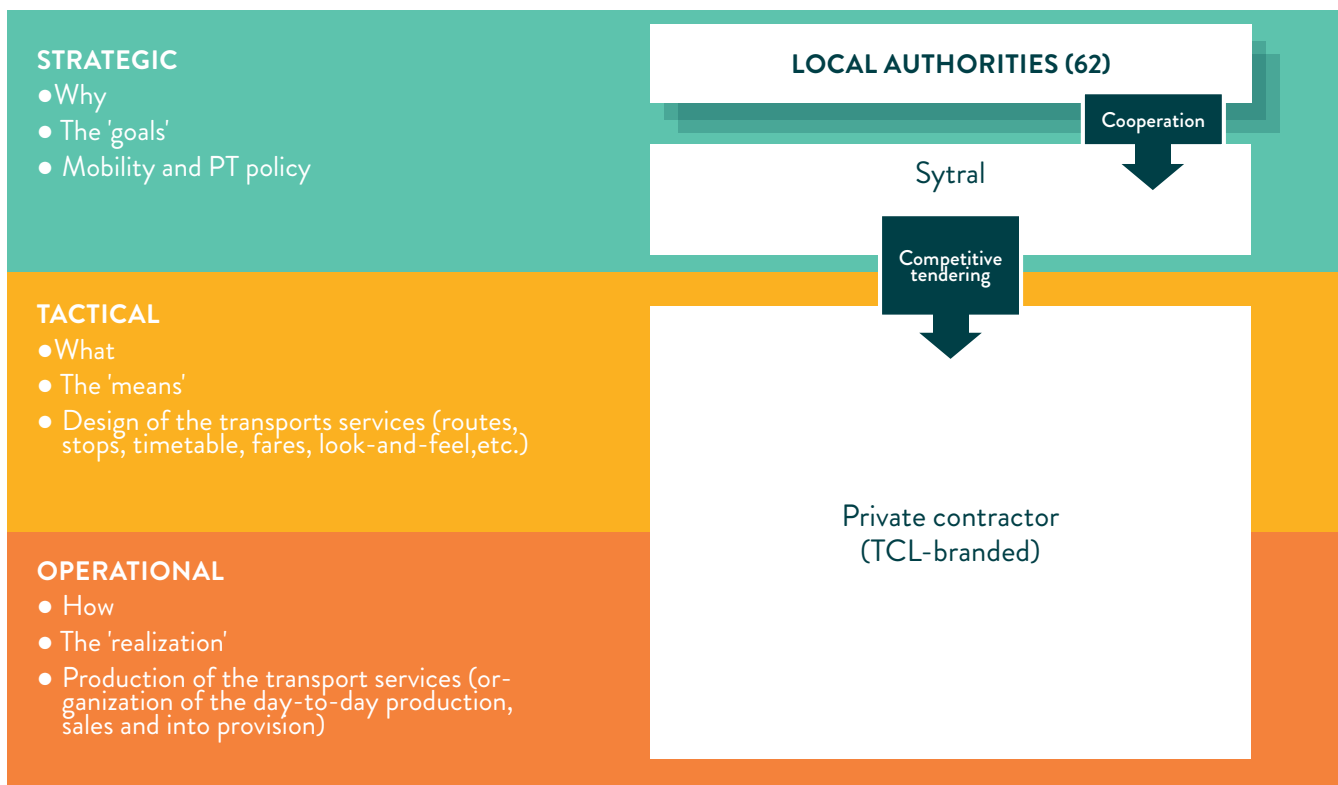 STRATEGIC
●Why
● The 'goals'
● Mobility and PT policy
LOCAL AUTHORITIES (62)
Cooperation
Sytral
Competitive
tendering
TACTICAL
●What
● The 'means'
● Design of the transports services (routes,
stops, timetable, fares, look-and-feel,etc.)
Private contractor
(TCL-branded)
OPERATIONAL
● How
● The 'realization'
● Production of the transport services (or-
ganization of the day-to-day production,
sales and into provision)